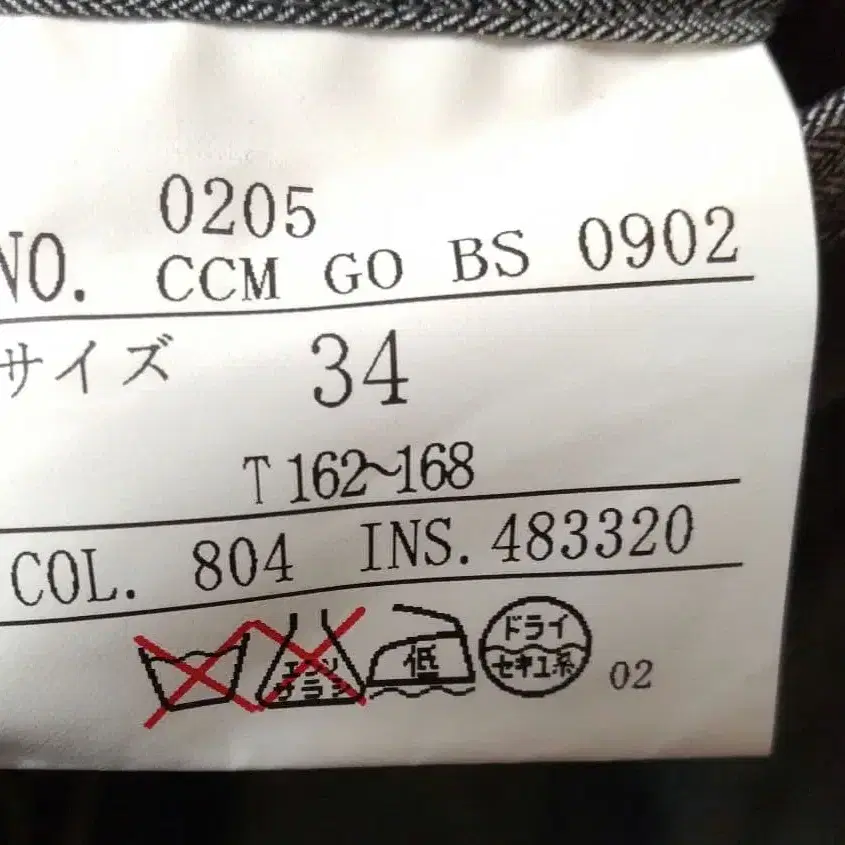 0205
NO. CCM GO BS 0902
サイズ 34
T 162~168
COL. 804 INS. 483320
エンソ
サラシ
低
ドライ
セキユ系
02